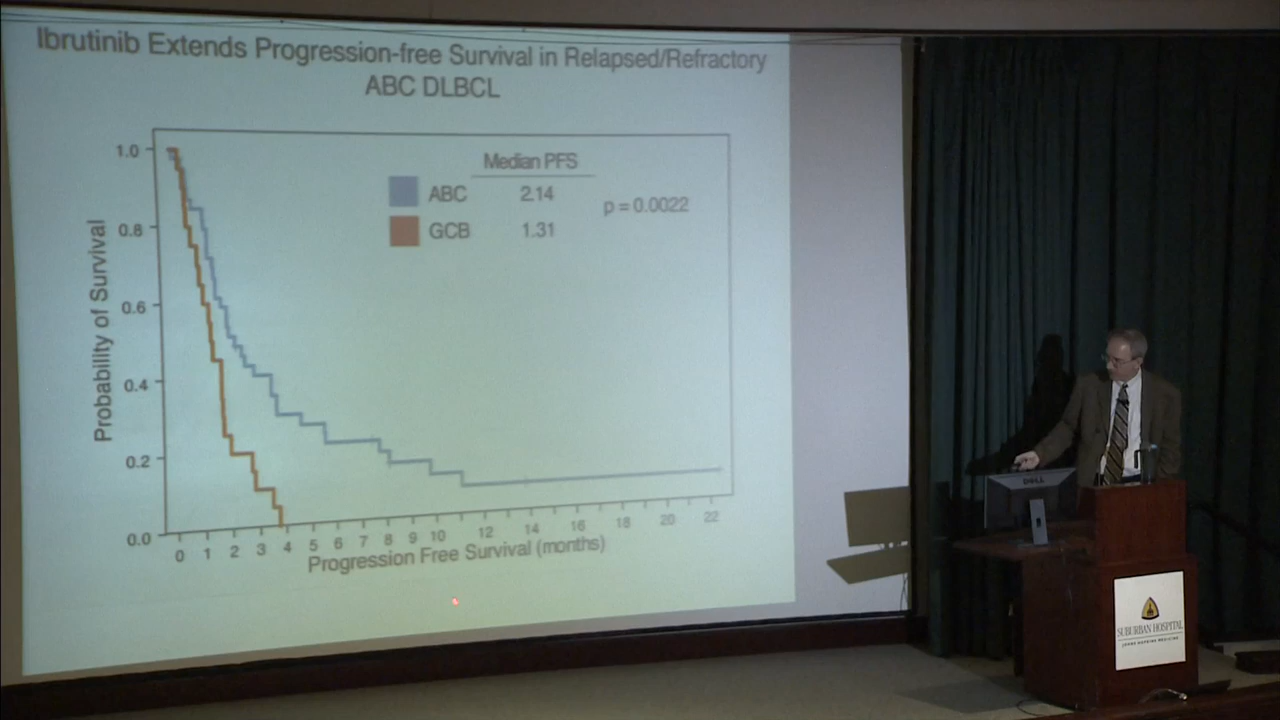 Ibrutinib Extends Progression-free Survival in Relapsed/Refractory
ABC DLBCL
Median PFS
ABC 2.14
GCB 1.31
p = 0.0022
Probability of Survival
1.0
0.8
0.6
0.4
0.2
0.0
0 1 2 3 4 5 6 7 8 9 10 12 14 16 18 20 22
Progression Free Survival (months)
DELL
SUBURBAN HOSPITAL
JOHNS HOPKINS MEDICINE